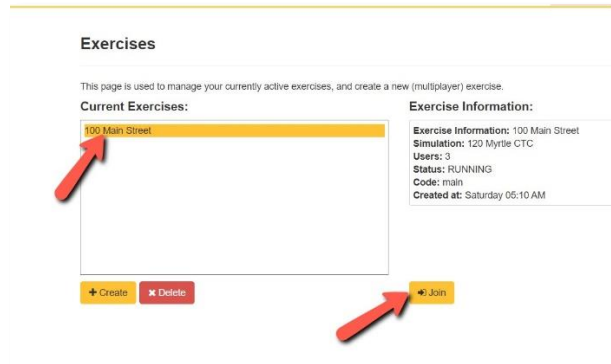 Exercises
This page is used to manage your currently active exercises, and create a new (multiplayer) exercise.
Current Exercises:
100 Main Street
+ Create
Delete
Exercise Information:
Exercise Information: 100 Main Street
Simulation: 120 Myrtle CTC
Users: 3
Status: RUNNING
Code: main
Created at: Saturday 05:10 AM
Join